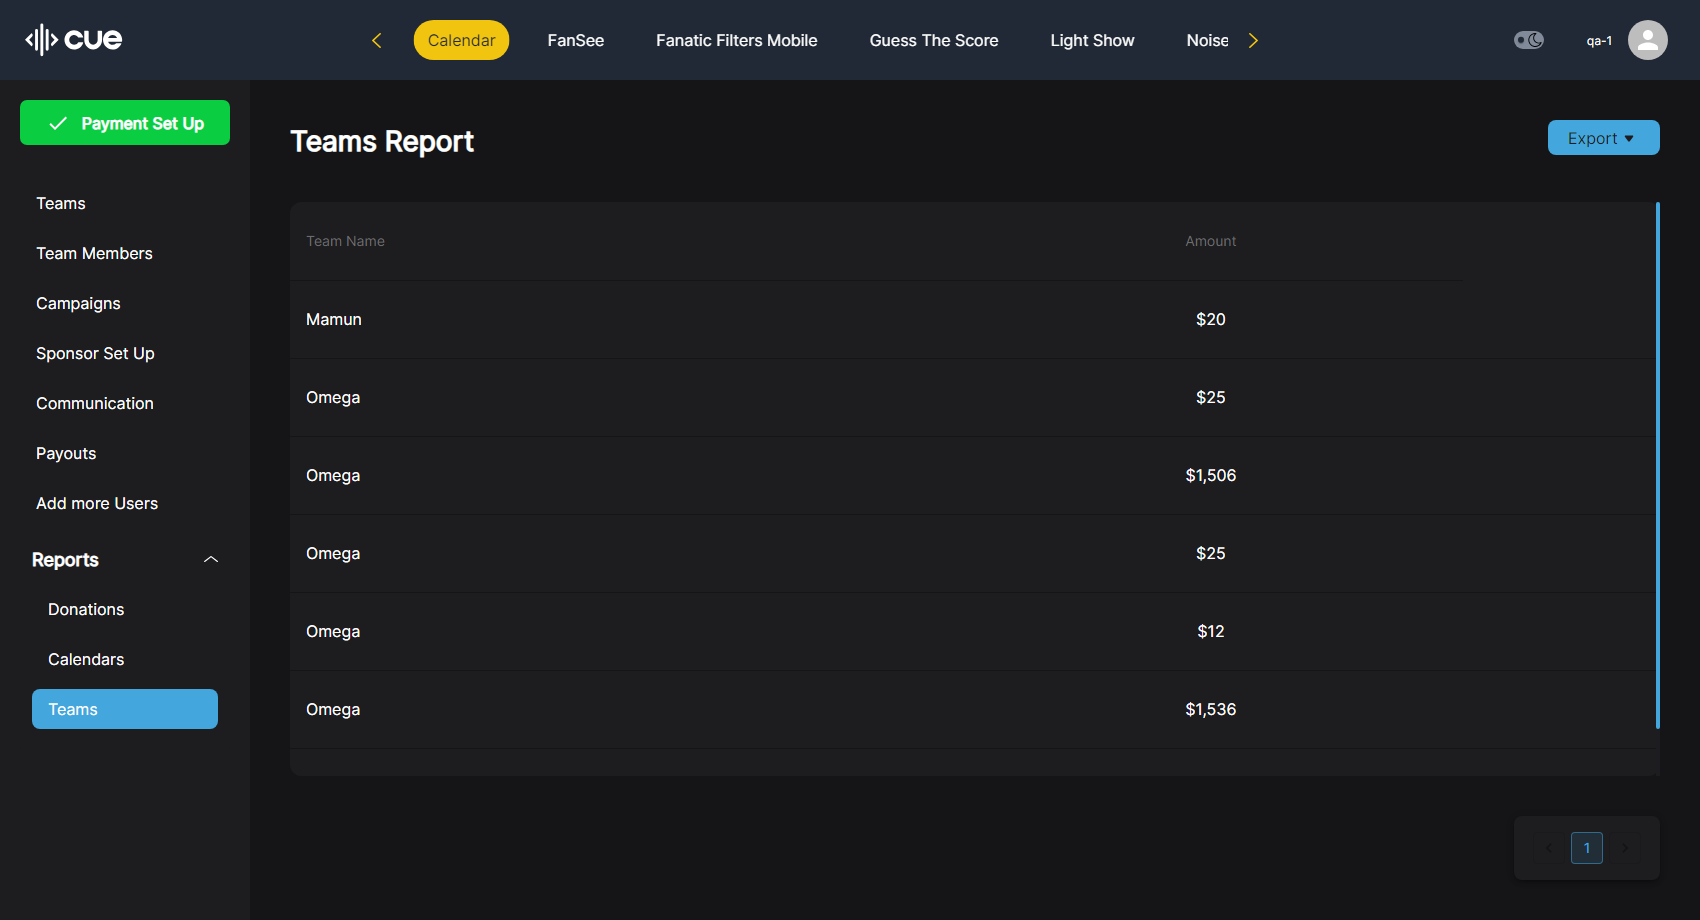 cue
Calendar
FanSee
Fanatic Filters Mobile
Guess The Score
Light Show
Noise
qa-1
Payment Set Up
Teams
Team Members
Campaigns
Sponsor Set Up
Communication
Payouts
Add more Users
Reports
Donations
Calendars
Teams
Teams Report
Export
Team Name Amount
Mamun $20
Omega $25
Omega $1,506
Omega $25
Omega $12
Omega $1,536
1